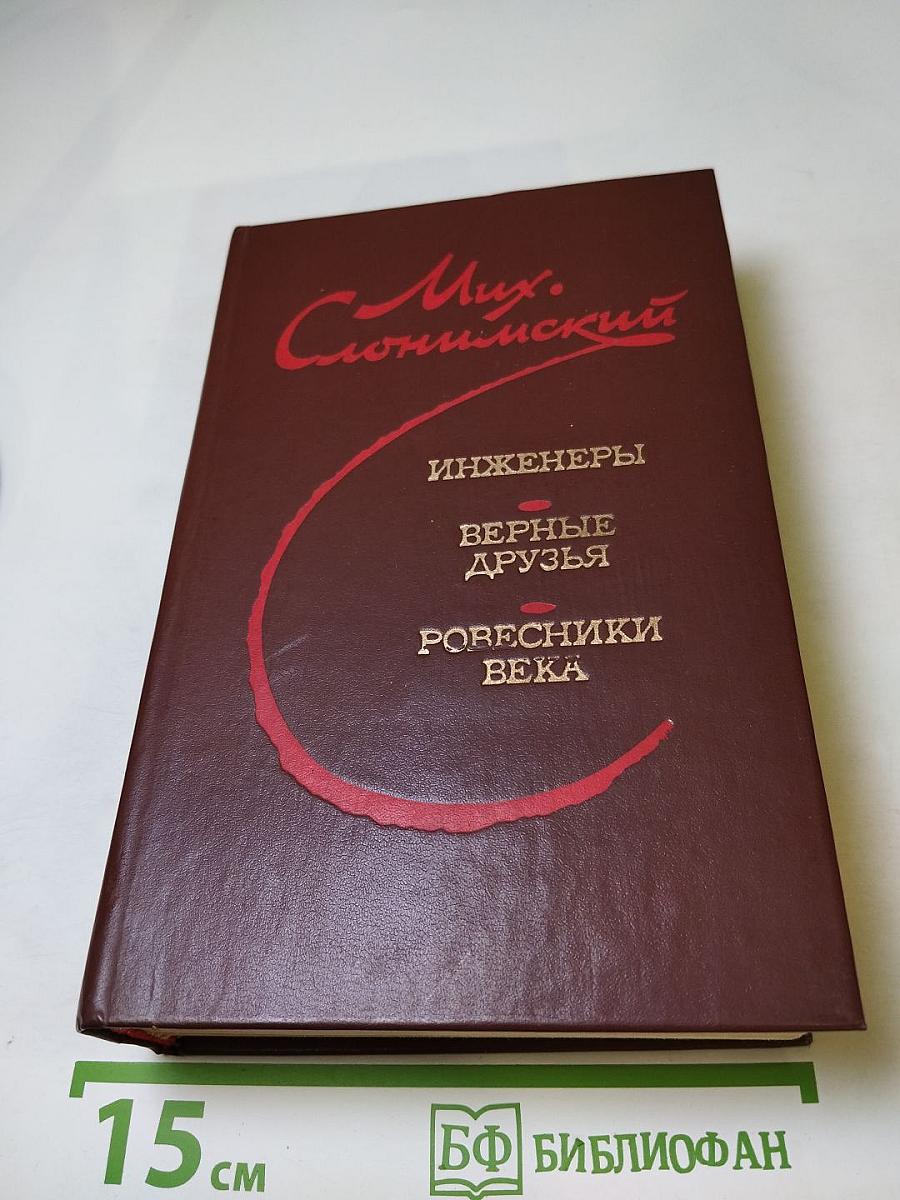 Мих.
Слонимский
ИНЖЕНЕРЫ
ВЕРНЫЕ
ДРУЗЬЯ
РОВЕСНИКИ
ВЕКА
15 см
БФ БИБЛИОФАН